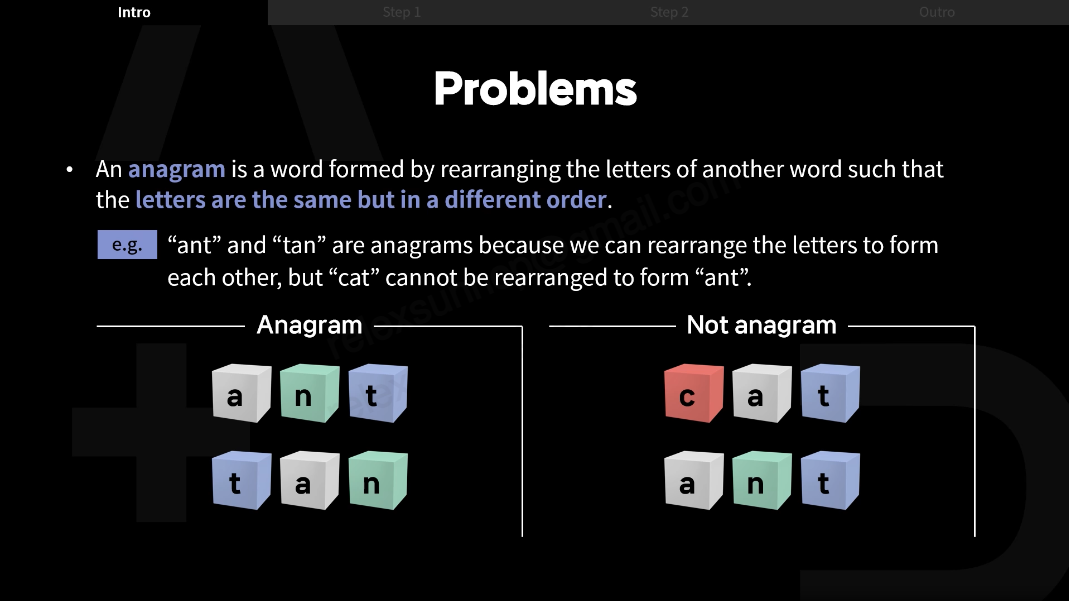 Intro
Step 1
Step 2
Outro
Problems
• An anagram is a word formed by rearranging the letters of another word such that
the letters are the same but in a different order.
e.g. “ant” and “tan” are anagrams because we can rearrange the letters to form
each other, but “cat” cannot be rearranged to form “ant”.
Anagram
a n t
t a n
Not anagram
c a t
a n t